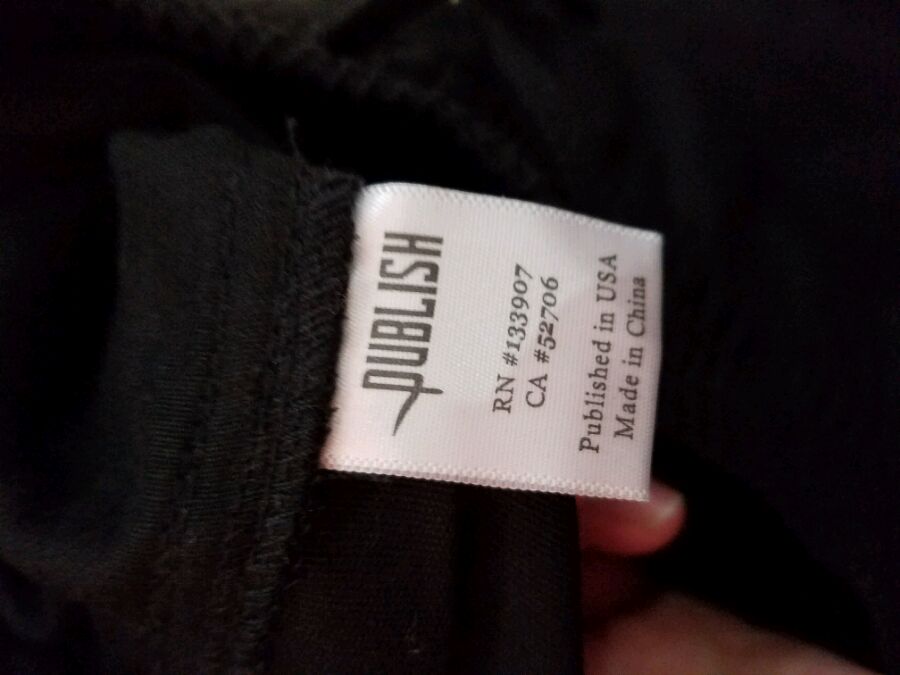 PUBLISH
RN #133907
CA #52706
Published in USA
Made in China